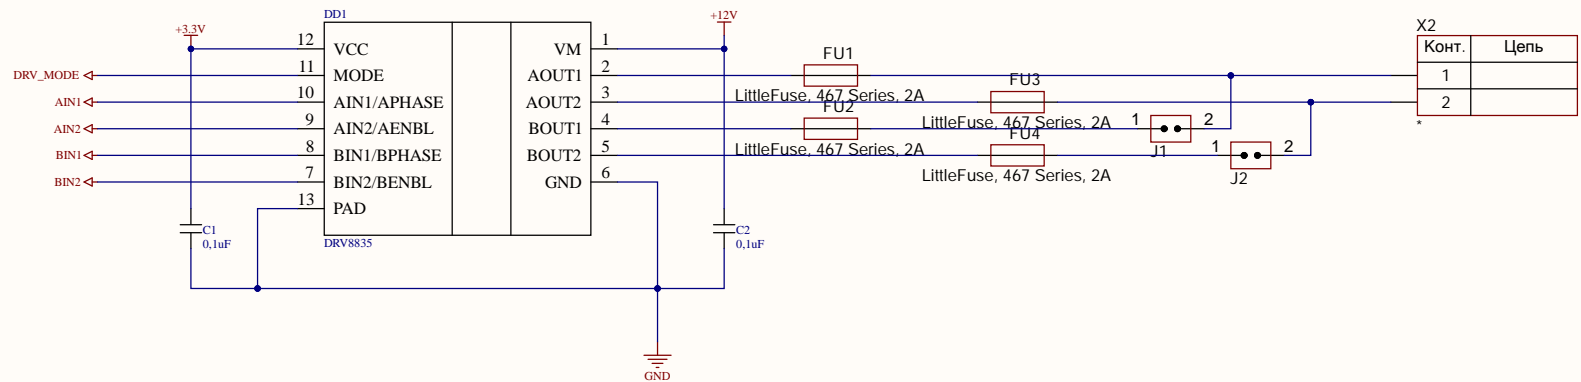 DD1
+3.3V
+12V
12 VCC
11 MODE
10 AIN1/APHASE
9 AIN2/AENBL
8 BIN1/BPHASE
7 BIN2/BENBL
13 PAD
VM 1
AOUT1 2
AOUT2 3
BOUT1 4
BOUT2 5
GND 6
DRV8835
DRV_MODE
AIN1
AIN2
BIN1
BIN2
C1
0,1uF
C2
0,1uF
GND
FU1
LittleFuse, 467 Series, 2A
FU3
LittleFuse, 467 Series, 2A
FU2
LittleFuse, 467 Series, 2A
FU4
LittleFuse, 467 Series, 2A
1 2
J1
1 2
J2
X2
Конт. Цепь
1
2
*